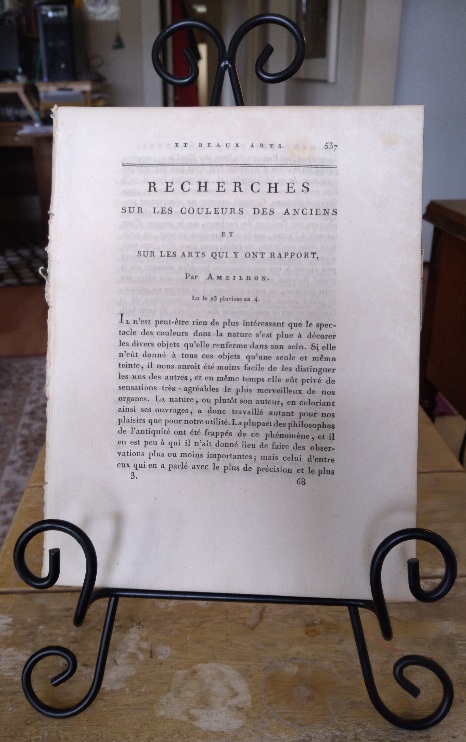 ET BEAUX ARTS. 537
RECHERCHES
SUR LES COULEURS DES ANCIENS
ET
SUR LES ARTS QUI Y ONT RAPPORT,
Par AMEILHON.
Lu le 23 pluviose an 4.
IL n'est peut-être rien de plus intéressant que le spec-
tacle des couleurs dont la nature s'est plue à décorer
les divers objets qu'elle renferme dans son sein. Si elle
n'eût donné à tous ces objets qu'une seule et même
teinte, il nous auroit été moins facile de les distinguer
les uns des autres, et en même temps elle eût privé de
sensations très-agréables le plus merveilleux de nos
organes. La nature, ou plutôt son auteur, en coloriant
ainsi ses ouvrages, a donc travaillé autant pour nos
plaisirs que pour notre utilité. La plupart des philosophes
de l'antiquité ont été frappés de ce phénomène, et il
en est peu à qui il n'ait donné lieu de faire des obser-
vations plus ou moins importantes; mais celui d'entre
eux qui en a parlé avec le plus de précision et le plus
3. 68